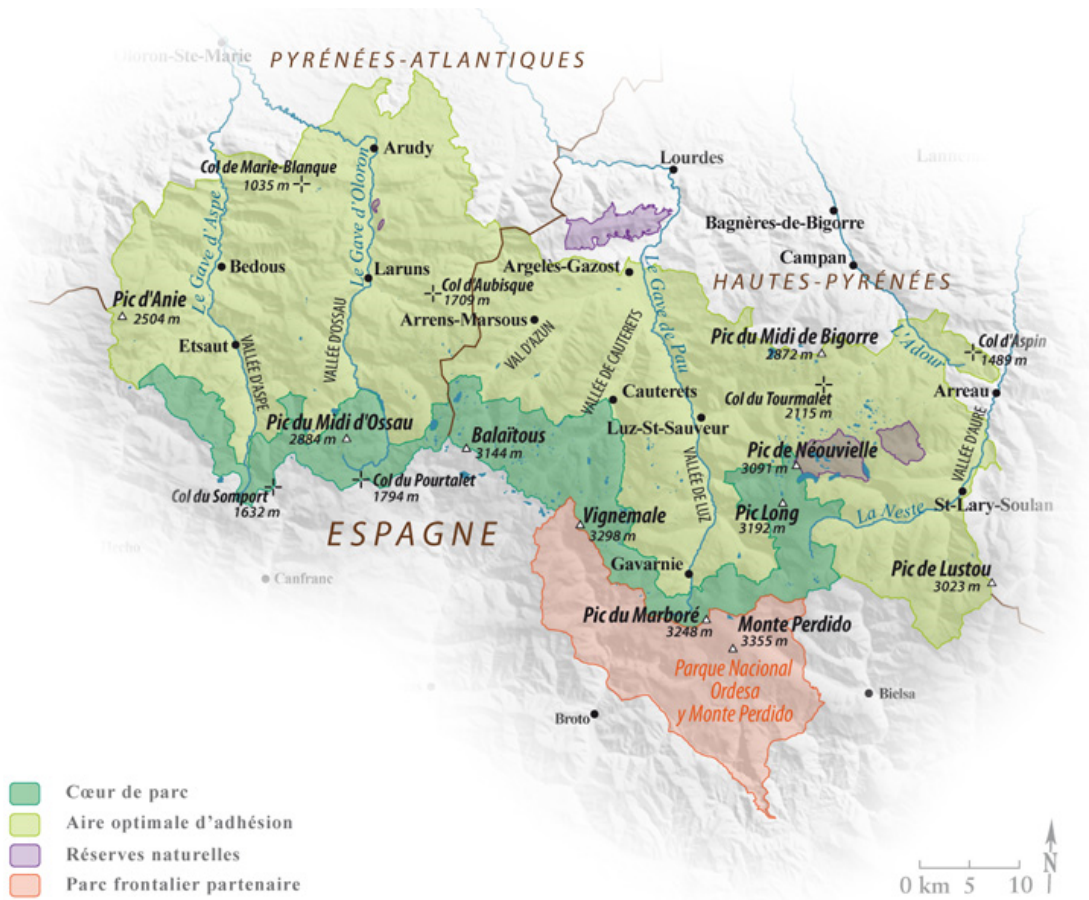 Oloron-Ste-Marie
PYRÉNÉES-ATLANTIQUES
Arudy
Lourdes
Col de Marie-Blanque
1035 m
Le Gave d'Aspe
Le Gave d'Oloron
Bagnères-de-Bigorre
Campan
Bedous
Laruns
Argelès-Gazost
Le Gave de Pau
HAUTES-PYRÉNÉES
Col d'Aubisque
1709 m
Pic d'Anie
2504 m
Arrens-Marsous
VAL D'AZUN
Etsaut
VALLÉE D'ASPE
VALLÉE D'OSSAU
VALLÉE DE CAUTERETS
Pic du Midi de Bigorre
2872 m
L'Adour
Col d'Aspin
1489 m
Cauterets
Col du Tourmalet
2115 m
Arreau
Pic du Midi d'Ossau
2884 m
Luz-St-Sauveur
Balaïtous
3144 m
Pic de Néouvielle
3091 m
VALLÉE D'AURE
VALLÉE DE LUZ
Col du Somport
1632 m
Col du Pourtalet
1794 m
Pic Long
3192 m
La Neste
St-Lary-Soulan
ESPAGNE
Vignemale
3298 m
Hecho
Canfranc
Gavarnie
Pic de Lustou
3023 m
Pic du Marboré
3248 m
Monte Perdido
3355 m
Parque Nacional
Ordesa
y Monte Perdido
Bielsa
Broto
Cœur de parc
Aire optimale d'adhésion
Réserves naturelles
Parc frontalier partenaire
N
0 km 5 10